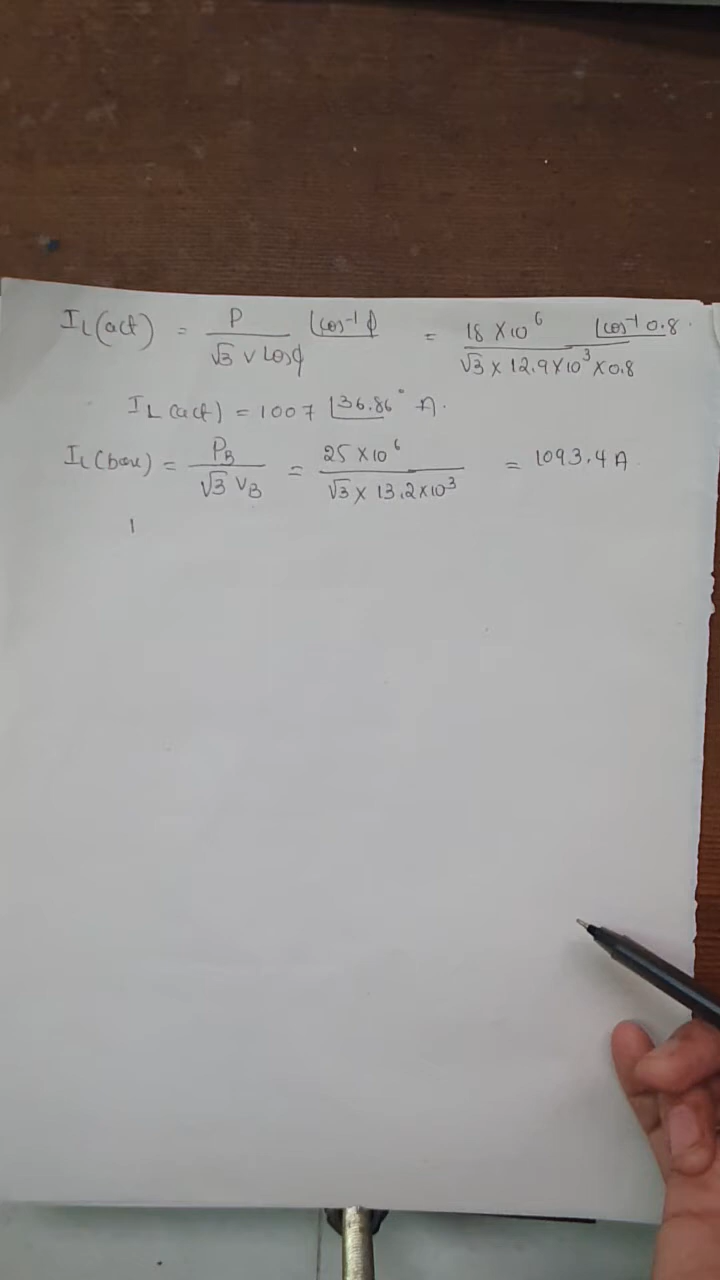 IL(act) = P / √3 V cosϕ ∠cos⁻¹ϕ = 18 × 10⁶ / √3 × 12.9×10³ × 0.8 ∠cos⁻¹ 0.8.
IL(act) = 1007 ∠36.86° A.
IL(base) = PB / √3 VB = 25 × 10⁶ / √3 × 13.2×10³ = 1093.4 A